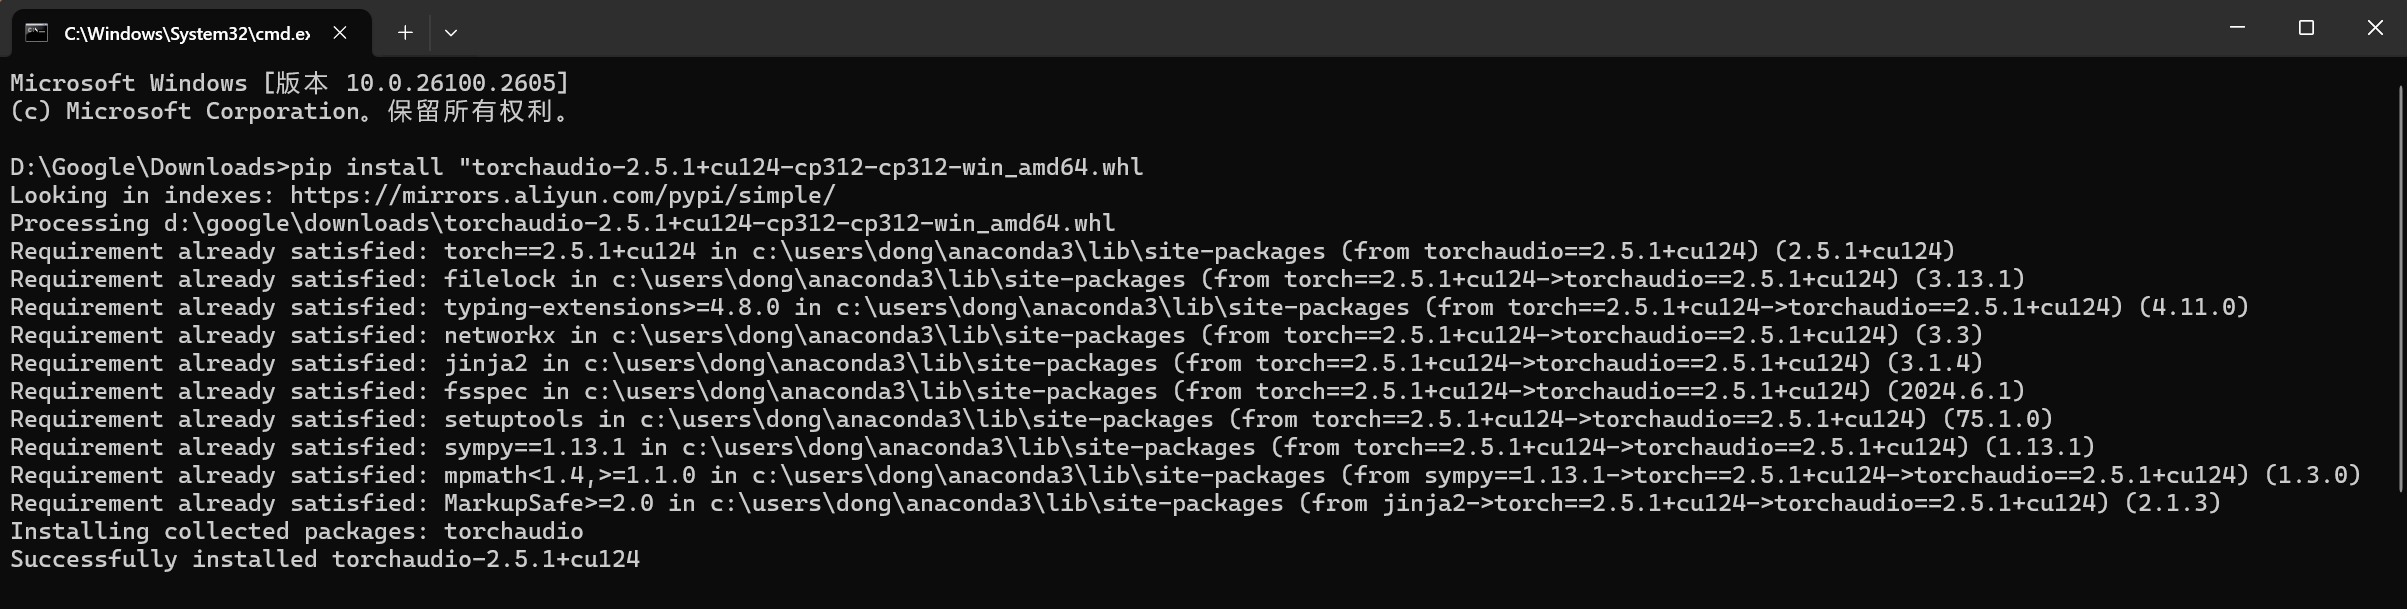 C:\Windows\System32\cmd.ex
Microsoft Windows [版本 10.0.26100.2605]
(c) Microsoft Corporation。保留所有权利。
D:\Google\Downloads>pip install "torchaudio-2.5.1+cu124-cp312-cp312-win_amd64.whl
Looking in indexes: https://mirrors.aliyun.com/pypi/simple/
Processing d:\google\downloads\torchaudio-2.5.1+cu124-cp312-cp312-win_amd64.whl
Requirement already satisfied: torch==2.5.1+cu124 in c:\users\dong\anaconda3\lib\site-packages (from torchaudio==2.5.1+cu124) (2.5.1+cu124)
Requirement already satisfied: filelock in c:\users\dong\anaconda3\lib\site-packages (from torch==2.5.1+cu124->torchaudio==2.5.1+cu124) (3.13.1)
Requirement already satisfied: typing-extensions>=4.8.0 in c:\users\dong\anaconda3\lib\site-packages (from torch==2.5.1+cu124->torchaudio==2.5.1+cu124) (4.11.0)
Requirement already satisfied: networkx in c:\users\dong\anaconda3\lib\site-packages (from torch==2.5.1+cu124->torchaudio==2.5.1+cu124) (3.3)
Requirement already satisfied: jinja2 in c:\users\dong\anaconda3\lib\site-packages (from torch==2.5.1+cu124->torchaudio==2.5.1+cu124) (3.1.4)
Requirement already satisfied: fsspec in c:\users\dong\anaconda3\lib\site-packages (from torch==2.5.1+cu124->torchaudio==2.5.1+cu124) (2024.6.1)
Requirement already satisfied: setuptools in c:\users\dong\anaconda3\lib\site-packages (from torch==2.5.1+cu124->torchaudio==2.5.1+cu124) (75.1.0)
Requirement already satisfied: sympy==1.13.1 in c:\users\dong\anaconda3\lib\site-packages (from torch==2.5.1+cu124->torchaudio==2.5.1+cu124) (1.13.1)
Requirement already satisfied: mpmath<1.4,>=1.1.0 in c:\users\dong\anaconda3\lib\site-packages (from sympy==1.13.1->torch==2.5.1+cu124->torchaudio==2.5.1+cu124) (1.3.0)
Requirement already satisfied: MarkupSafe>=2.0 in c:\users\dong\anaconda3\lib\site-packages (from jinja2->torch==2.5.1+cu124->torchaudio==2.5.1+cu124) (2.1.3)
Installing collected packages: torchaudio
Successfully installed torchaudio-2.5.1+cu124